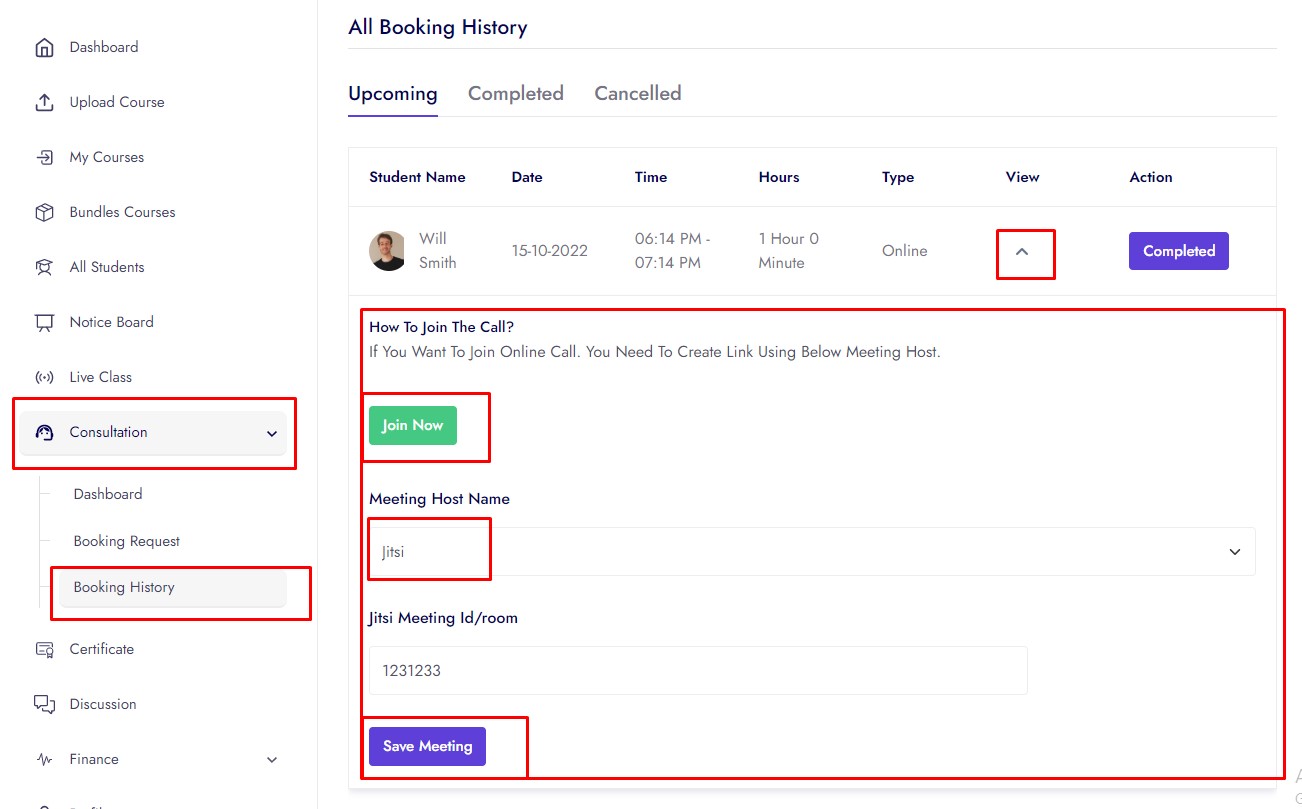 Dashboard
Upload Course
My Courses
Bundles Courses
All Students
Notice Board
Live Class
Consultation
Dashboard
Booking Request
Booking History
Certificate
Discussion
Finance
All Booking History
Upcoming Completed Cancelled
Student Name Date Time Hours Type View Action
Will
Smith
15-10-2022
06:14 PM -
07:14 PM
1 Hour 0
Minute
Online
Completed
How To Join The Call?
If You Want To Join Online Call. You Need To Create Link Using Below Meeting Host.
Join Now
Meeting Host Name
Jitsi
Jitsi Meeting Id/room
1231233
Save Meeting